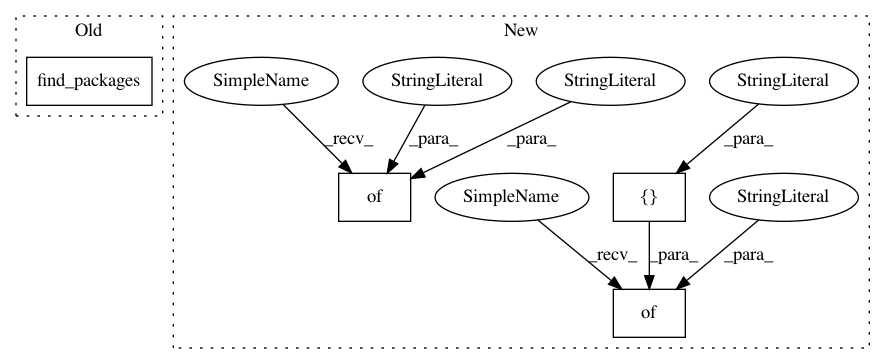 Old
New
find_packages
SimpleName
StringLiteral
StringLiteral
StringLiteral
_recv_
_para_
_para_
_para_
of
SimpleName
{}
StringLiteral
_recv_
_para_
_para_
of